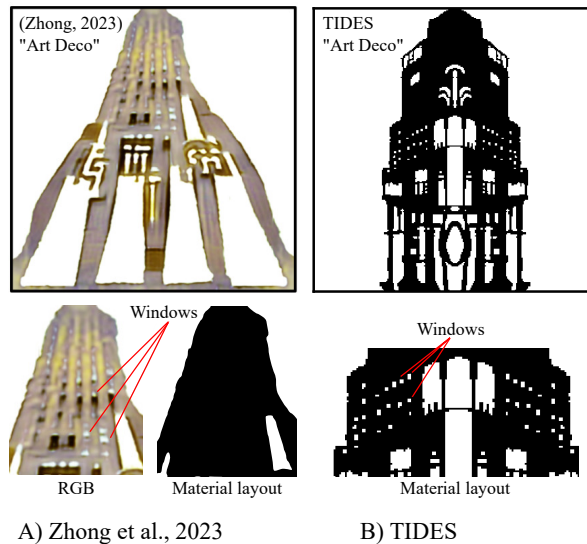 (Zhong, 2023)
"Art Deco"
TIDES
"Art Deco"
Windows
Windows
RGB
Material layout
Material layout
A) Zhong et al., 2023
B) TIDES